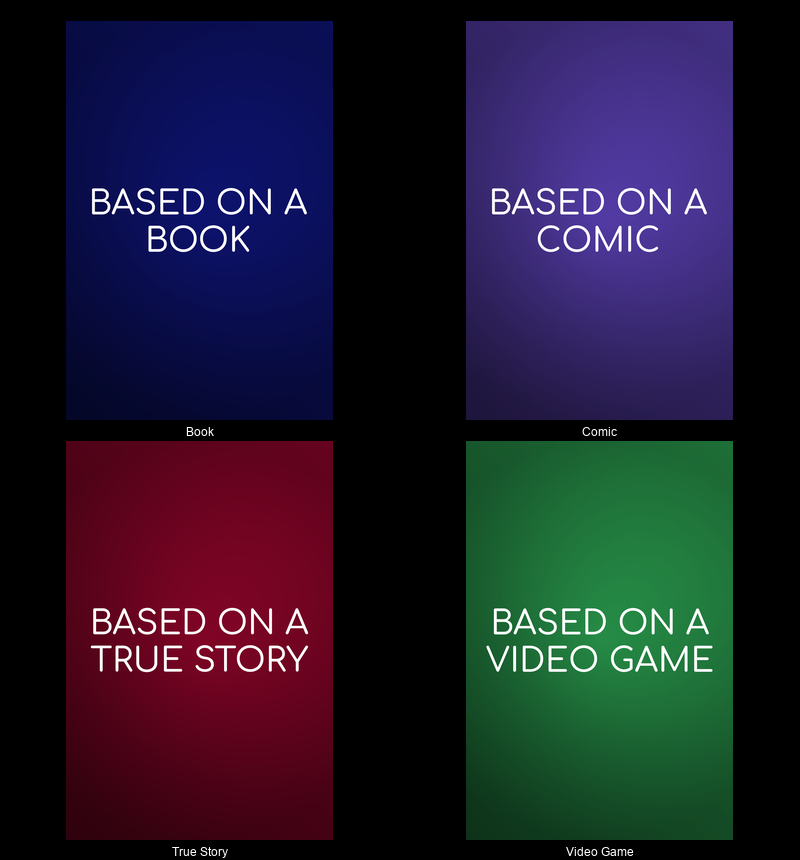 BASED ON A
BOOK
Book
BASED ON A
COMIC
Comic
BASED ON A
TRUE STORY
True Story
BASED ON A
VIDEO GAME
Video Game